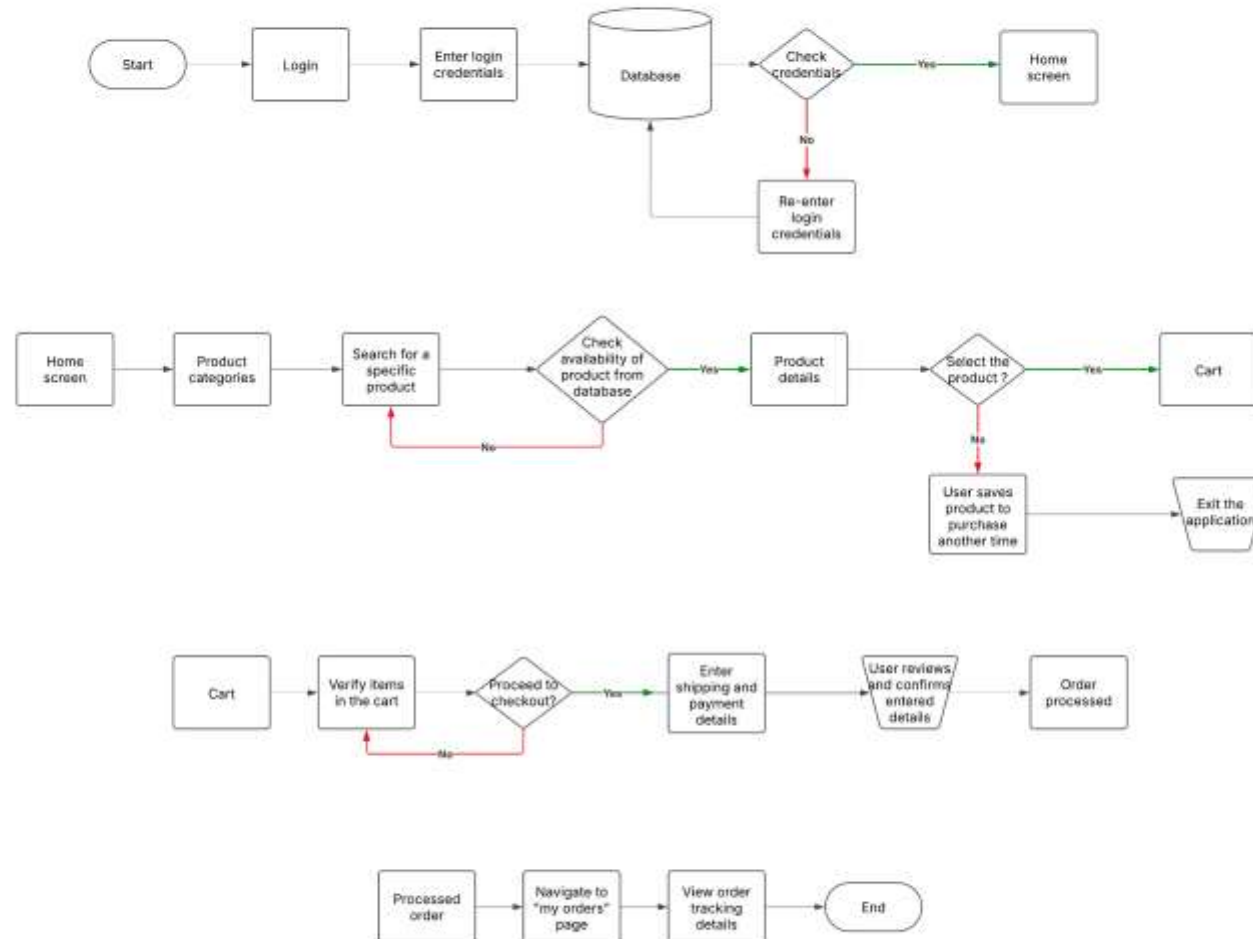 Start
Login
Enter login
credentials
Database
Check
credentials
Yes
Home
screen
No
Re-enter
login
credentials
Home
screen
Product
categories
Search for a
specific
product
Check
availability of
product from
database
Yes
Product
details
Select the
product ?
Yes
Cart
No
No
User saves
product to
purchase
another time
Exit the
application
Cart
Verify items
in the cart
Proceed to
checkout?
Yes
Enter
shipping and
payment
details
User reviews
and confirms
entered
details
Order
processed
No
Processed
order
Navigate to
"my orders"
page
View order
tracking
details
End